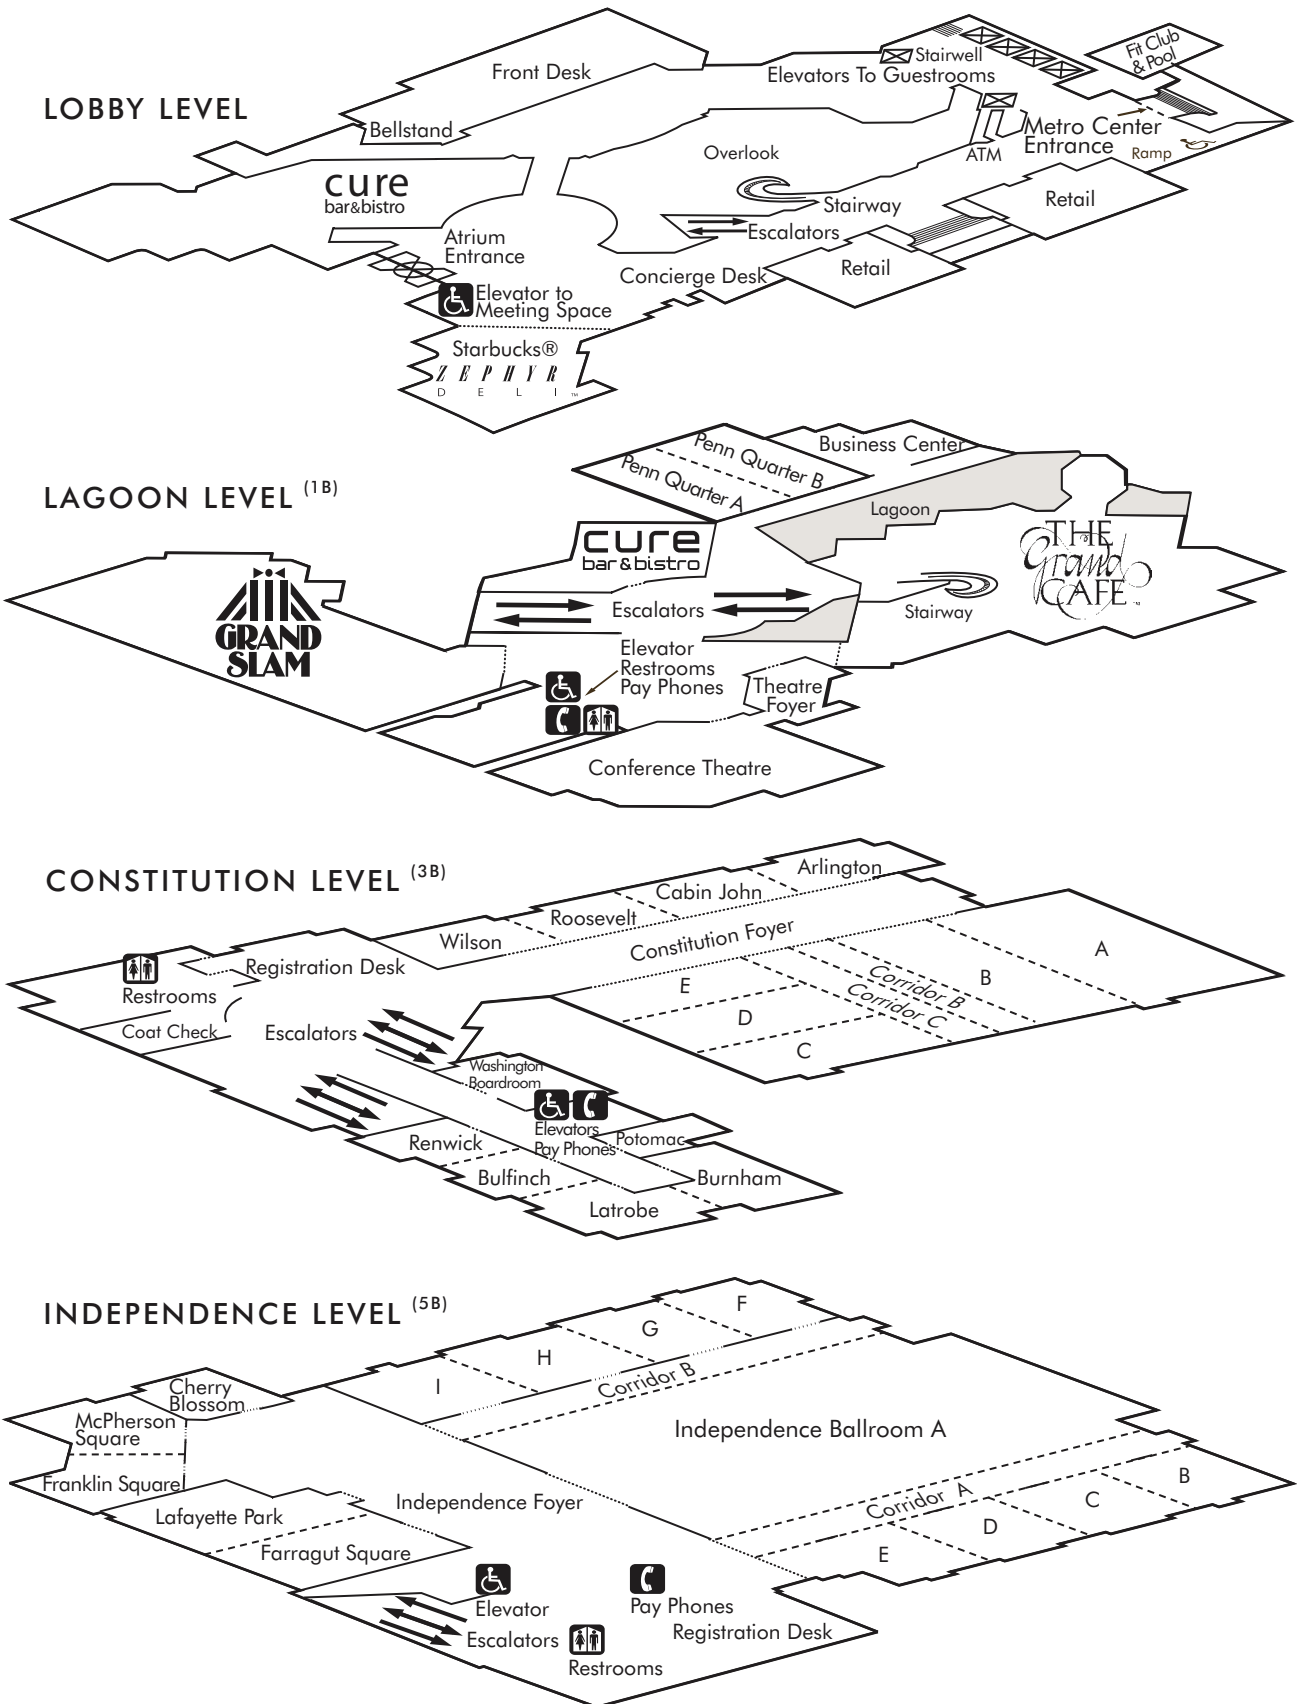 LOBBY LEVEL
Front Desk
Bellstand
Stairwell
Elevators To Guestrooms
Fit Club
& Pool
Metro Center
Entrance
Ramp
ATM
Overlook
cure
bar&bistro
Stairway
Retail
Escalators
Atrium
Entrance
Concierge Desk
Retail
Elevator to
Meeting Space
Starbucks®
ZEPHYR
DELI™
LAGOON LEVEL (1B)
Penn Quarter B
Penn Quarter A
Business Center
Lagoon
cure
bar&bistro
THE
Grand
CAFE™
GRAND
SLAM
Escalators
Stairway
Elevator
Restrooms
Pay Phones
Theatre
Foyer
Conference Theatre
CONSTITUTION LEVEL (3B)
Arlington
Cabin John
Roosevelt
Wilson
Constitution Foyer
Registration Desk
Restrooms
Coat Check
Escalators
A
B
Corridor B
Corridor C
E
D
C
Washington
Boardroom
Elevators
Pay Phones
Potomac
Renwick
Bulfinch
Burnham
Latrobe
INDEPENDENCE LEVEL (5B)
F
G
H
I
Corridor B
Cherry
Blossom
McPherson
Square
Franklin Square
Independence Ballroom A
Lafayette Park
Independence Foyer
Farragut Square
Corridor A
B
C
D
E
Elevator
Pay Phones
Escalators
Registration Desk
Restrooms